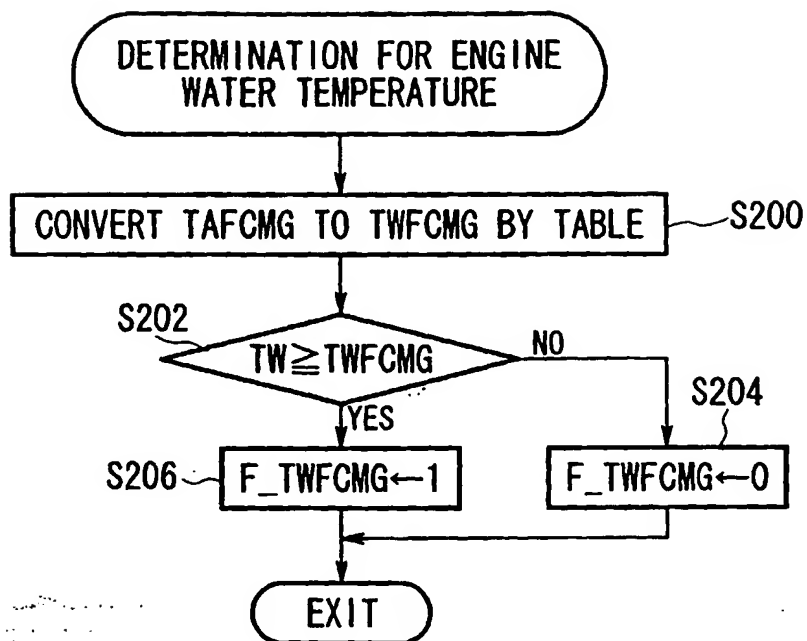 DETERMINATION FOR ENGINE
WATER TEMPERATURE
CONVERT TAFCMG TO TWFCMG BY TABLE
S200
S202
TW≧TWFCMG
NO
YES
S204
S206
F_TWFCMG←1
F_TWFCMG←0
EXIT